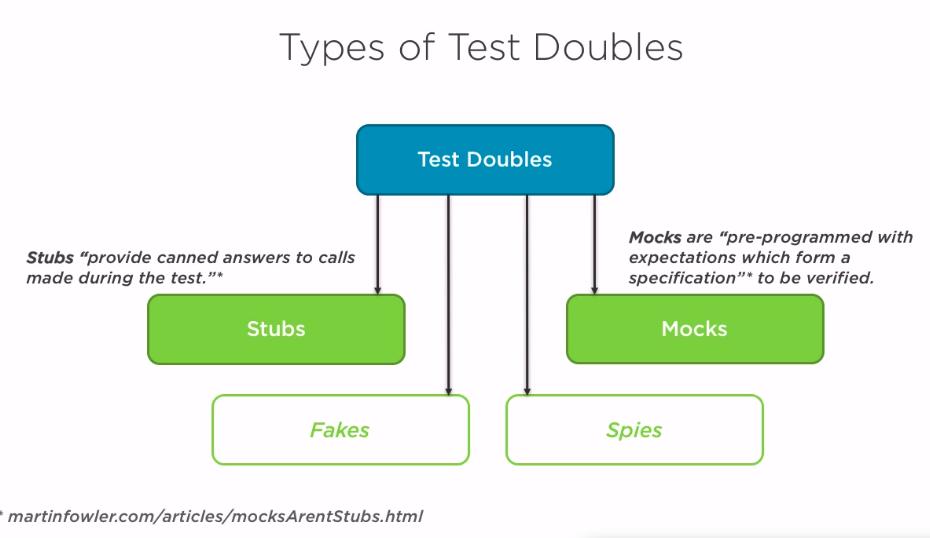 Types of Test Doubles
Test Doubles
Stubs “provide canned answers to calls
made during the test.”*
Mocks are “pre-programmed with
expectations which form a
specification”* to be verified.
Stubs
Mocks
Fakes
Spies
* martinfowler.com/articles/mocksArentStubs.html